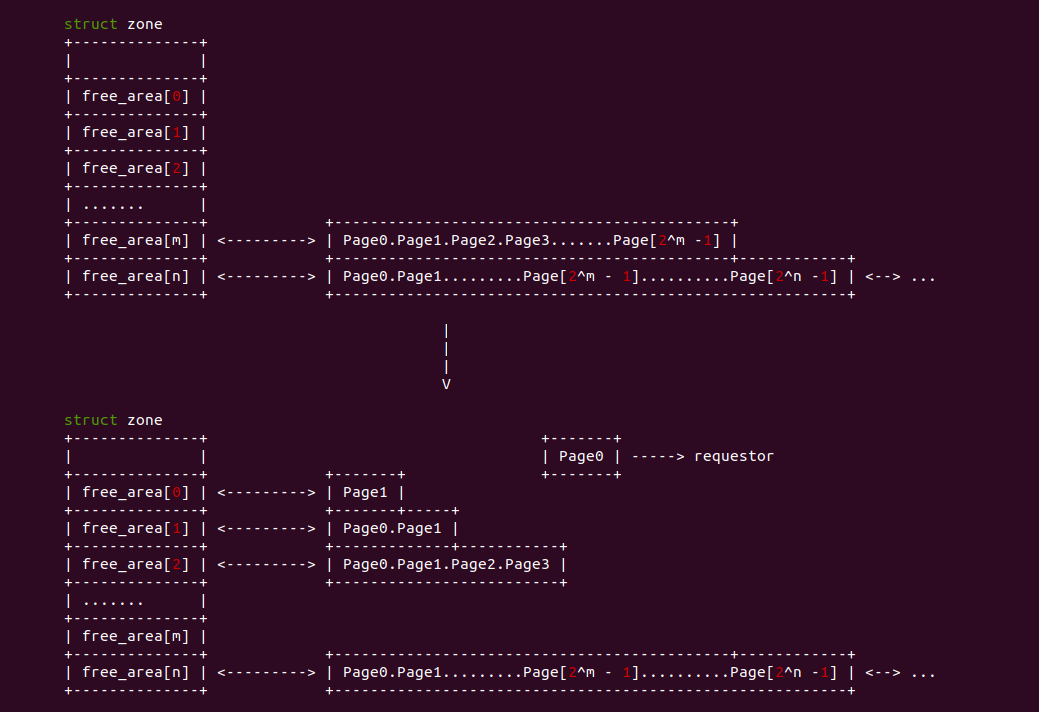 struct zone
+--------------+
|              |
+--------------+
| free_area[0] |
+--------------+
| free_area[1] |
+--------------+
| free_area[2] |
+--------------+
| .......      |
+--------------+             +--------------------------------------------+
| free_area[m] | <---------> | Page0.Page1.Page2.Page3.......Page[2^m -1] |
+--------------+             +--------------------------------------------+------------+
| free_area[n] | <---------> | Page0.Page1.........Page[2^m - 1]..........Page[2^n -1] | <--> ...
+--------------+             +---------------------------------------------------------+
|
|
|
V
struct zone
+--------------+                                     +-------+
|              |                                     | Page0 | -----> requestor
+--------------+             +-------+               +-------+
| free_area[0] | <---------> | Page1 |
+--------------+             +-------+-----+
| free_area[1] | <---------> | Page0.Page1 |
+--------------+             +-------------+-----------+
| free_area[2] | <---------> | Page0.Page1.Page2.Page3 |
+--------------+             +-------------------------+
| .......      |
+--------------+
| free_area[m] |
+--------------+             +--------------------------------------------+------------+
| free_area[n] | <---------> | Page0.Page1.........Page[2^m - 1]..........Page[2^n -1] | <--> ...
+--------------+             +---------------------------------------------------------+